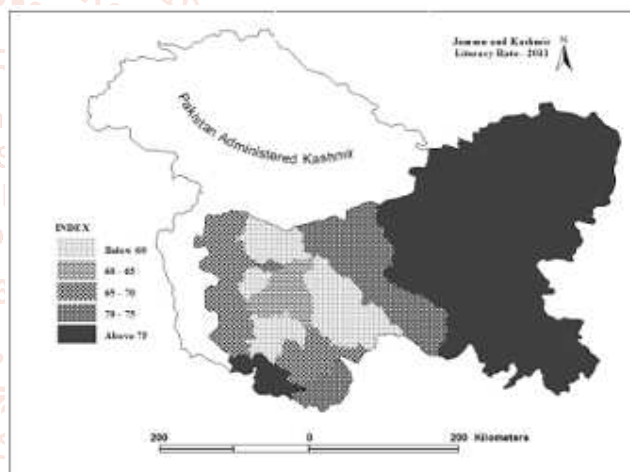 Jammu and Kashmir
Literacy Rate - 2011
N
Pakistan Administered Kashmir
INDEX
Below 60
60 - 65
65 - 70
70 - 75
Above 75
200 0 200 Kilometers